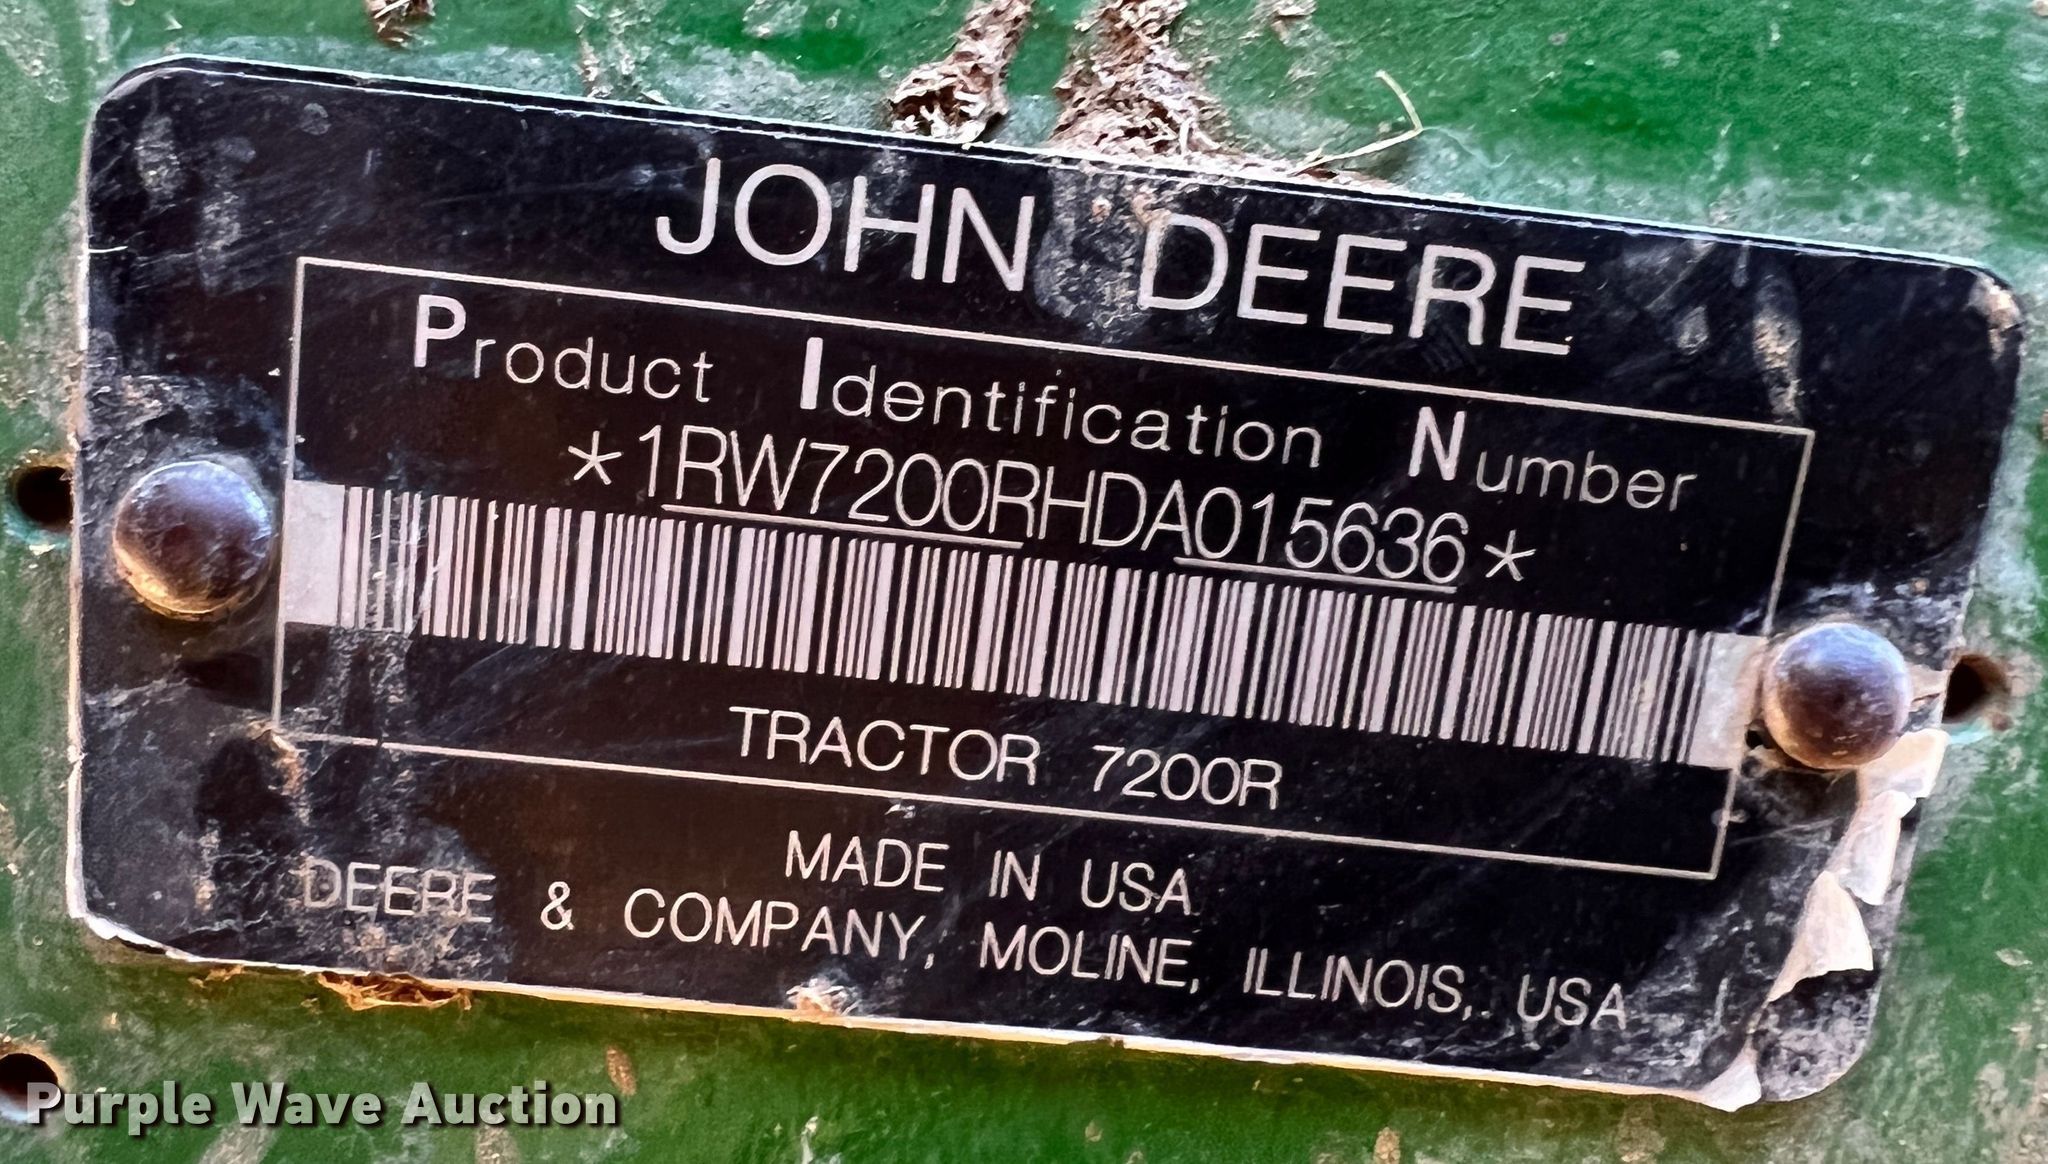 JOHN DEERE
Product Identification Number
*1RW7200RHDA015636*
TRACTOR 7200R
MADE IN USA
DEERE & COMPANY, MOLINE, ILLINOIS, USA
Purple Wave Auction